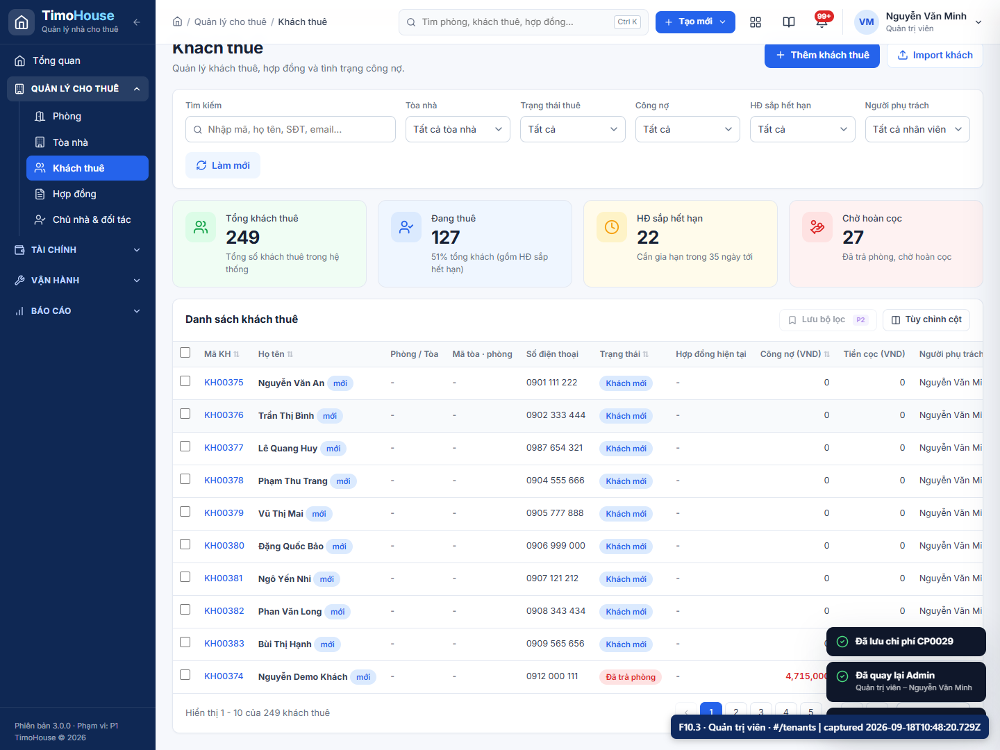 TimoHouse
Quản lý nhà cho thuê
Tổng quan
QUẢN LÝ CHO THUÊ
Phòng
Tòa nhà
Khách thuê
Hợp đồng
Chủ nhà & đối tác
TÀI CHÍNH
VẬN HÀNH
BÁO CÁO
Phiên bản 3.0.0 · Phạm vi: P1
TimoHouse © 2026
/ Quản lý cho thuê / Khách thuê
Tìm phòng, khách thuê, hợp đồng...
Ctrl K
Tạo mới
99+
VM
Nguyễn Văn Minh
Quản trị viên
Khách thuê
Quản lý khách thuê, hợp đồng và tình trạng công nợ.
Thêm khách thuê
Import khách
Tìm kiếm
Tòa nhà
Trạng thái thuê
Công nợ
HĐ sắp hết hạn
Người phụ trách
Nhập mã, họ tên, SĐT, email...
Tất cả tòa nhà
Tất cả
Tất cả
Tất cả
Tất cả nhân viên
Làm mới
Tổng khách thuê
249
Tổng số khách thuê trong hệ
thống
Đang thuê
127
51% tổng khách (gồm HĐ sắp
hết hạn)
HĐ sắp hết hạn
22
Cần gia hạn trong 35 ngày tới
Chờ hoàn cọc
27
Đã trả phòng, chờ hoàn cọc
Danh sách khách thuê
Lưu bộ lọc P2
Tùy chỉnh cột
Mã KH ⇅ Họ tên ⇅ Phòng / Tòa Mã tòa · phòng Số điện thoại Trạng thái ⇅ Hợp đồng hiện tại Công nợ (VND) ⇅ Tiền cọc (VND) Người phụ trách
KH00375 Nguyễn Văn An mới - - 0901 111 222 Khách mới - 0 0 Nguyễn Văn Mi
KH00376 Trần Thị Bình mới - - 0902 333 444 Khách mới - 0 0 Nguyễn Văn Mi
KH00377 Lê Quang Huy mới - - 0987 654 321 Khách mới - 0 0 Nguyễn Văn Mi
KH00378 Phạm Thu Trang mới - - 0904 555 666 Khách mới - 0 0 Nguyễn Văn Mi
KH00379 Vũ Thị Mai mới - - 0905 777 888 Khách mới - 0 0 Nguyễn Văn Mi
KH00380 Đặng Quốc Bảo mới - - 0906 999 000 Khách mới - 0 0 Nguyễn Văn Mi
KH00381 Ngô Yến Nhi mới - - 0907 121 212 Khách mới - 0 0 Nguyễn Văn Mi
KH00382 Phan Văn Long mới - - 0908 343 434 Khách mới - 0 0 Nguyễn Văn Mi
KH00383 Bùi Thị Hạnh mới - - 0909 565 656 Khách mới -
KH00374 Nguyễn Demo Khách mới - - 0912 000 111 Đã trả phòng - 4,715,000
Hiển thị 1 - 10 của 249 khách thuê
1 2 3 4 5
Đã lưu chi phí CP0029
Đã quay lại Admin
Quản trị viên – Nguyễn Văn Minh
F10.3 · Quản trị viên · #/tenants | captured 2026-09-18T10:48:20.729Z